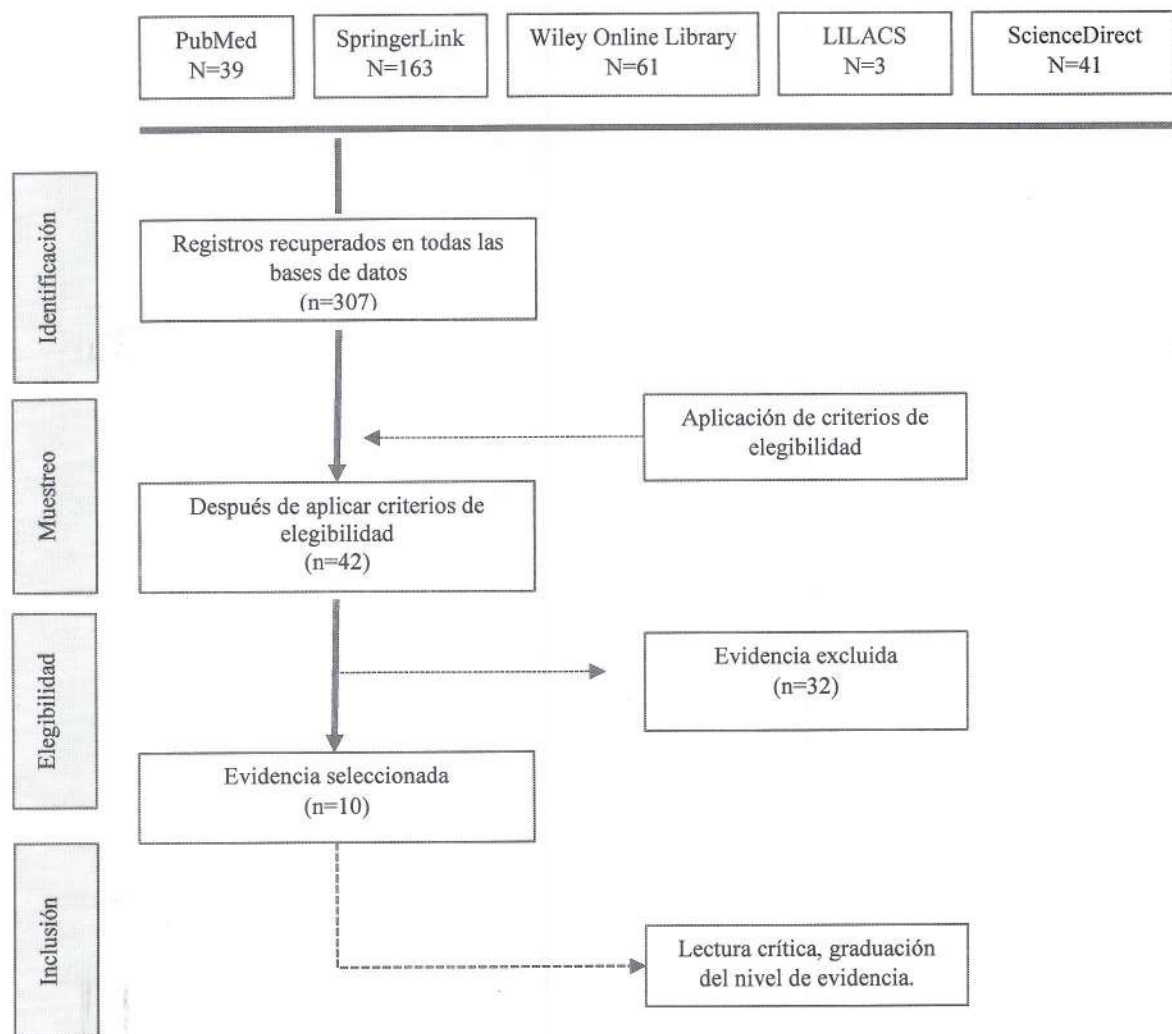 PubMed
N=39
SpringerLink
N=163
Wiley Online Library
N=61
LILACS
N=3
ScienceDirect
N=41
Identificación
Registros recuperados en todas las
bases de datos
(n=307)
Muestreo
Aplicación de criterios de
elegibilidad
Después de aplicar criterios de
elegibilidad
(n=42)
Elegibilidad
Evidencia excluida
(n=32)
Evidencia seleccionada
(n=10)
Inclusión
Lectura crítica, graduación
del nivel de evidencia.